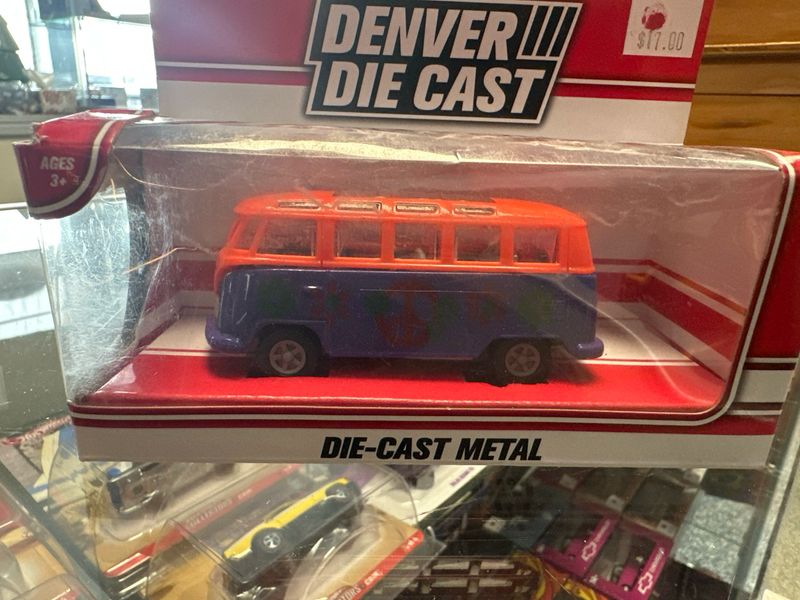 DENVER
DIE CAST
$17.00
AGES
3+
DIE-CAST METAL